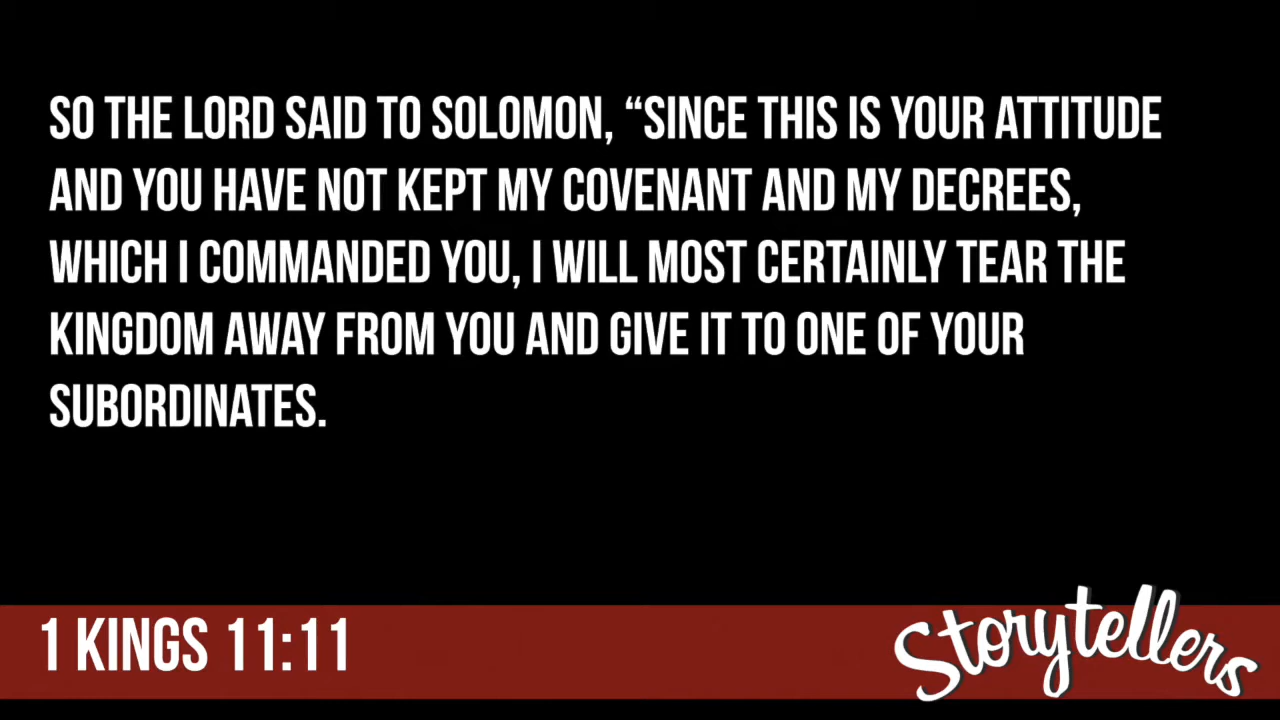 SO THE LORD SAID TO SOLOMON, “SINCE THIS IS YOUR ATTITUDE
AND YOU HAVE NOT KEPT MY COVENANT AND MY DECREES,
WHICH I COMMANDED YOU, I WILL MOST CERTAINLY TEAR THE
KINGDOM AWAY FROM YOU AND GIVE IT TO ONE OF YOUR
SUBORDINATES.
1 KINGS 11:11
Storytellers